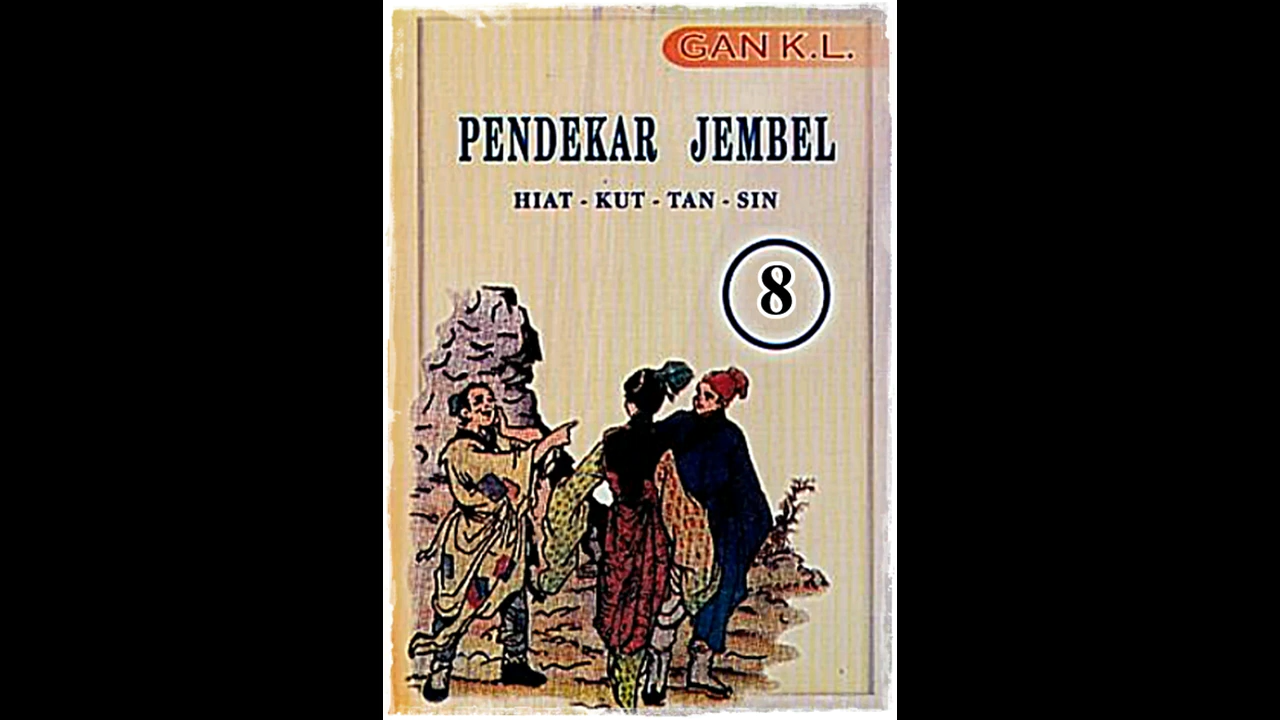 GAN K.L.
PENDEKAR JEMBEL
HIAT - KUT - TAN - SIN
8